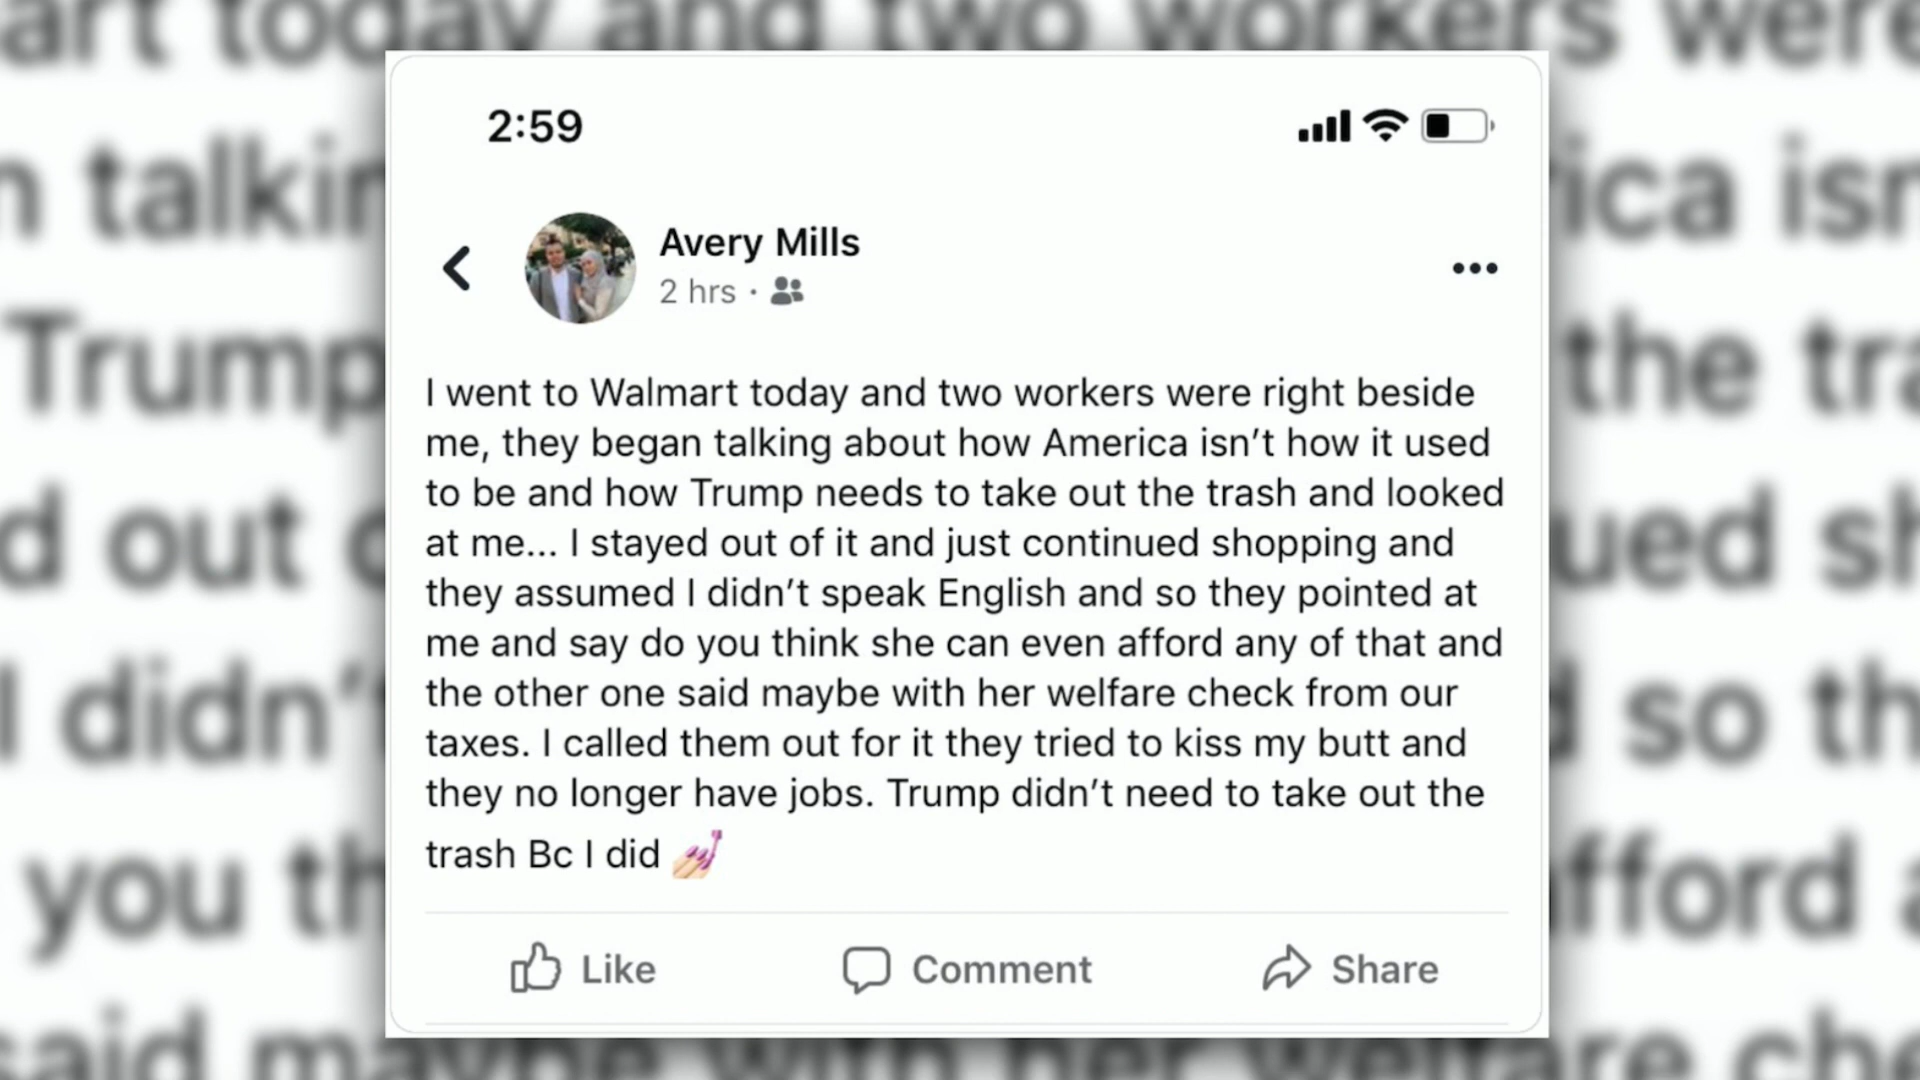 2:59
Avery Mills
2 hrs ·
I went to Walmart today and two workers were right beside
me, they began talking about how America isn't how it used
to be and how Trump needs to take out the trash and looked
at me... I stayed out of it and just continued shopping and
they assumed I didn't speak English and so they pointed at
me and say do you think she can even afford any of that and
the other one said maybe with her welfare check from our
taxes. I called them out for it they tried to kiss my butt and
they no longer have jobs. Trump didn't need to take out the
trash Bc I did 💅🏻
Like Comment Share